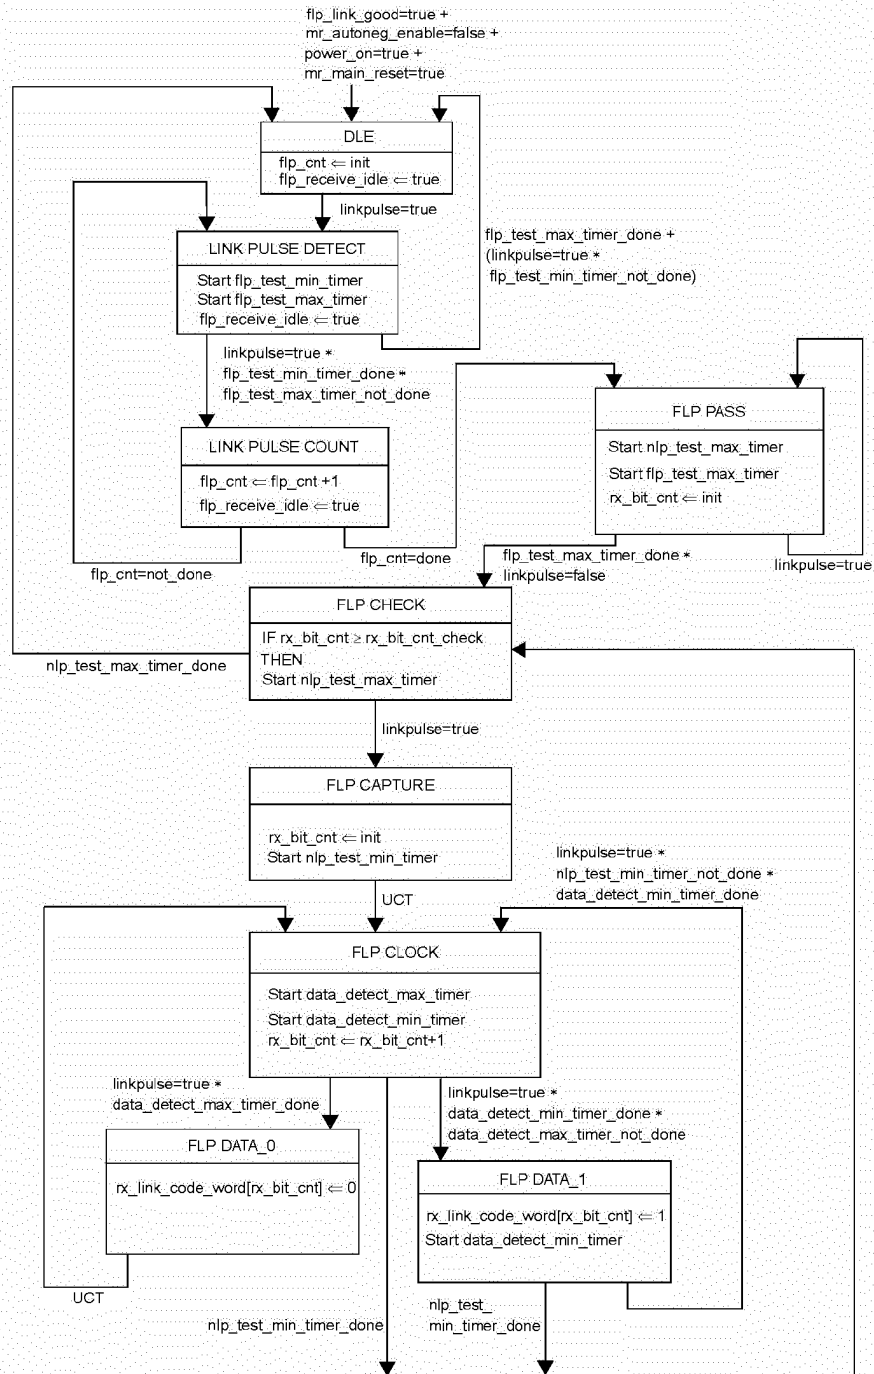 flp_link_good=true +
mr_autoneg_enable=false +
power_on=true +
mr_main_reset=true
DLE
flp_cnt ⇐ init
flp_receive_idle ⇐ true
linkpulse=true
LINK PULSE DETECT
Start flp_test_min_timer
Start flp_test_max_timer
flp_receive_idle ⇐ true
flp_test_max_timer_done +
(linkpulse=true *
flp_test_min_timer_not_done)
linkpulse=true *
flp_test_min_timer_done *
flp_test_max_timer_not_done
FLP PASS
Start nlp_test_max_timer
Start flp_test_max_timer
rx_bit_cnt ⇐ init
LINK PULSE COUNT
flp_cnt ⇐ flp_cnt +1
flp_receive_idle ⇐ true
flp_cnt=not_done
flp_cnt=done
flp_test_max_timer_done *
linkpulse=false
linkpulse=true
FLP CHECK
IF rx_bit_cnt ≥ rx_bit_cnt_check
THEN
Start nlp_test_max_timer
nlp_test_max_timer_done
linkpulse=true
FLP CAPTURE
rx_bit_cnt ⇐ init
Start nlp_test_min_timer
linkpulse=true *
nlp_test_min_timer_not_done *
data_detect_min_timer_done
UCT
FLP CLOCK
Start data_detect_max_timer
Start data_detect_min_timer
rx_bit_cnt ⇐ rx_bit_cnt+1
linkpulse=true *
data_detect_max_timer_done
linkpulse=true *
data_detect_min_timer_done *
data_detect_max_timer_not_done
FLP DATA_0
rx_link_code_word[rx_bit_cnt] ⇐ 0
FLP DATA_1
rx_link_code_word[rx_bit_cnt] ⇐ 1
Start data_detect_min_timer
UCT
nlp_test_min_timer_done
nlp_test_
min_timer_done